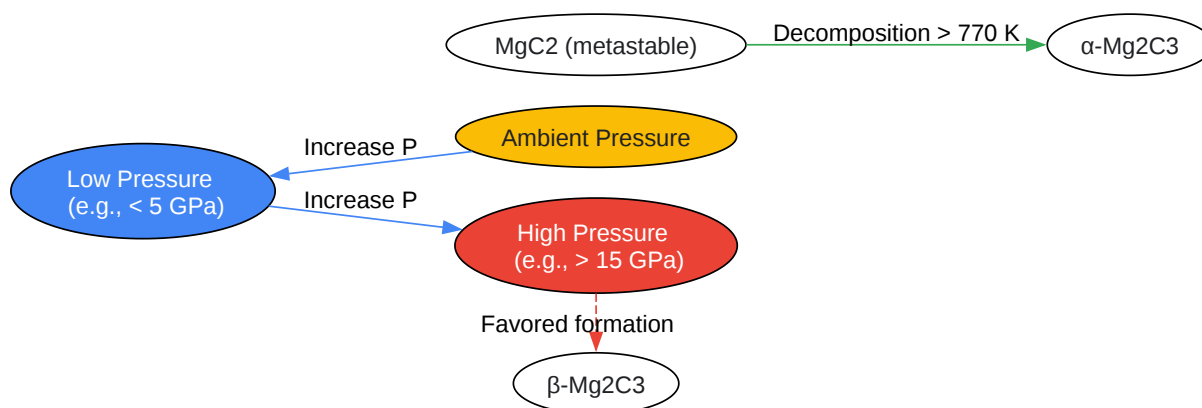 MgC2 (metastable)
Decomposition > 770 K
α-Mg2C3
Ambient Pressure
Increase P
Low Pressure
(e.g., < 5 GPa)
Increase P
High Pressure
(e.g., > 15 GPa)
Favored formation
β-Mg2C3